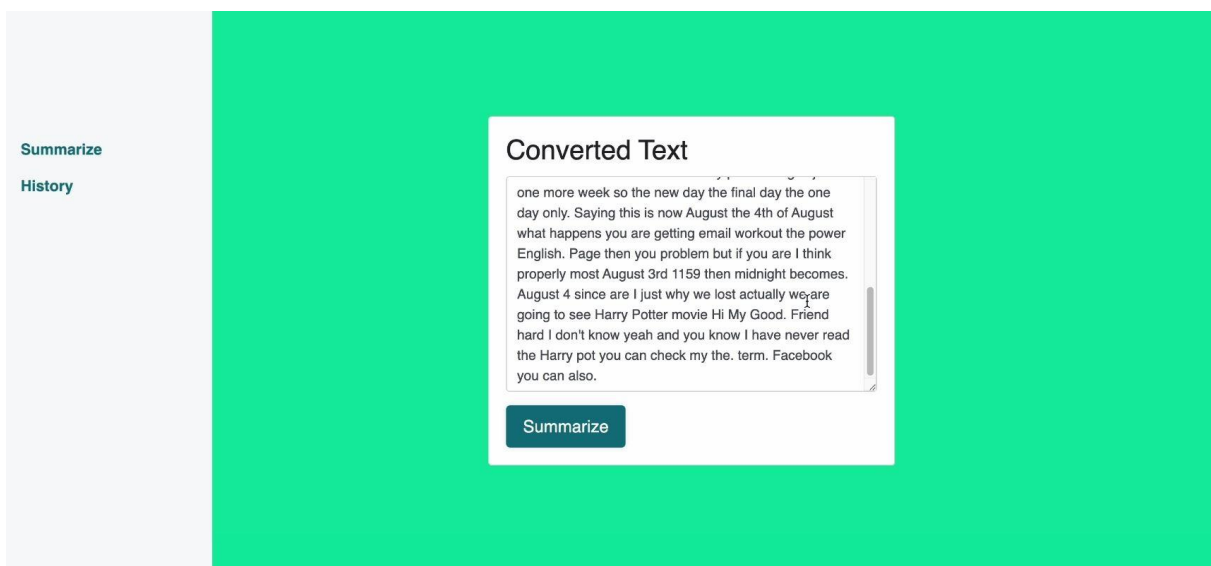 Summarize
History
Converted Text
one more week so the new day the final day the one
day only. Saying this is now August the 4th of August
what happens you are getting email workout the power
English. Page then you problem but if you are I think
properly most August 3rd 1159 then midnight becomes.
August 4 since are I just why we lost actually we are
going to see Harry Potter movie Hi My Good. Friend
hard I don't know yeah and you know I have never read
the Harry pot you can check my the. term. Facebook
you can also.
Summarize